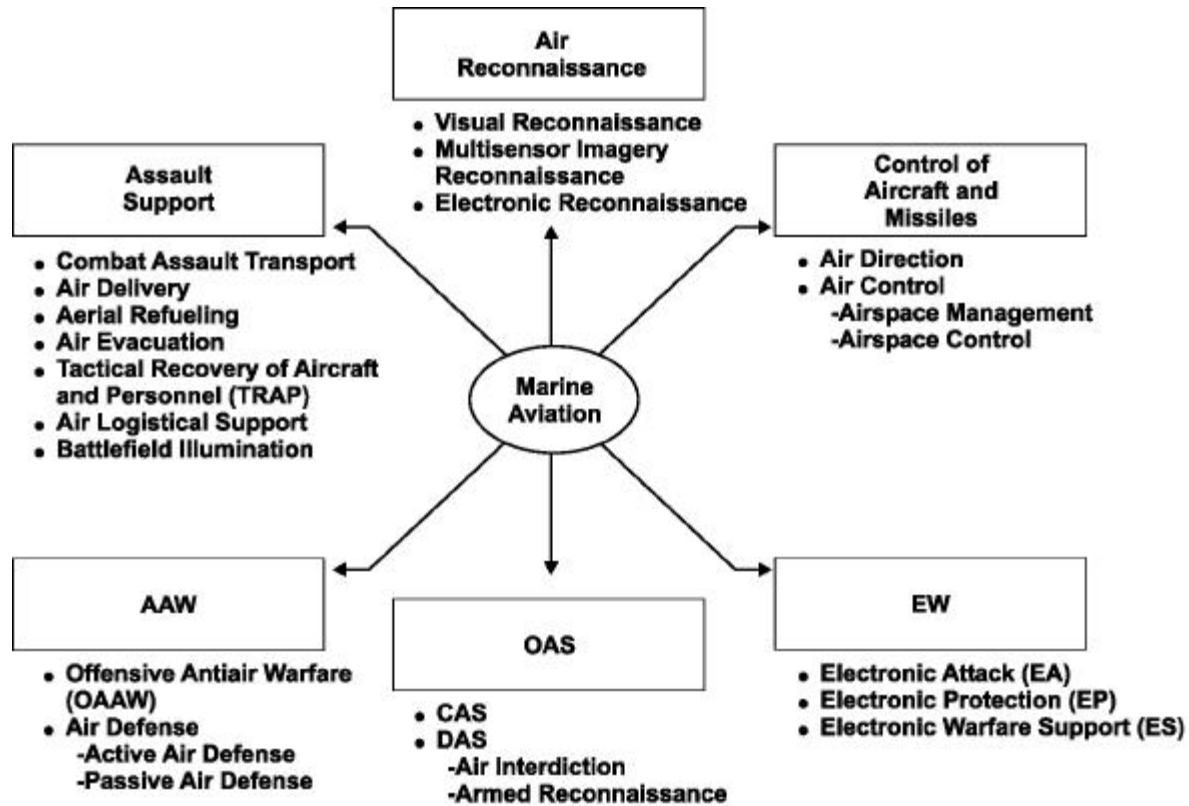 Air
Reconnaissance
• Visual Reconnaissance
• Multisensor Imagery
Reconnaissance
• Electronic Reconnaissance
Assault
Support
• Combat Assault Transport
• Air Delivery
• Aerial Refueling
• Air Evacuation
• Tactical Recovery of Aircraft
and Personnel (TRAP)
• Air Logistical Support
• Battlefield Illumination
Control of
Aircraft and
Missiles
• Air Direction
• Air Control
-Airspace Management
-Airspace Control
Marine
Aviation
AAW
• Offensive Antiair Warfare
(OAAW)
• Air Defense
-Active Air Defense
-Passive Air Defense
OAS
• CAS
• DAS
-Air Interdiction
-Armed Reconnaissance
EW
• Electronic Attack (EA)
• Electronic Protection (EP)
• Electronic Warfare Support (ES)